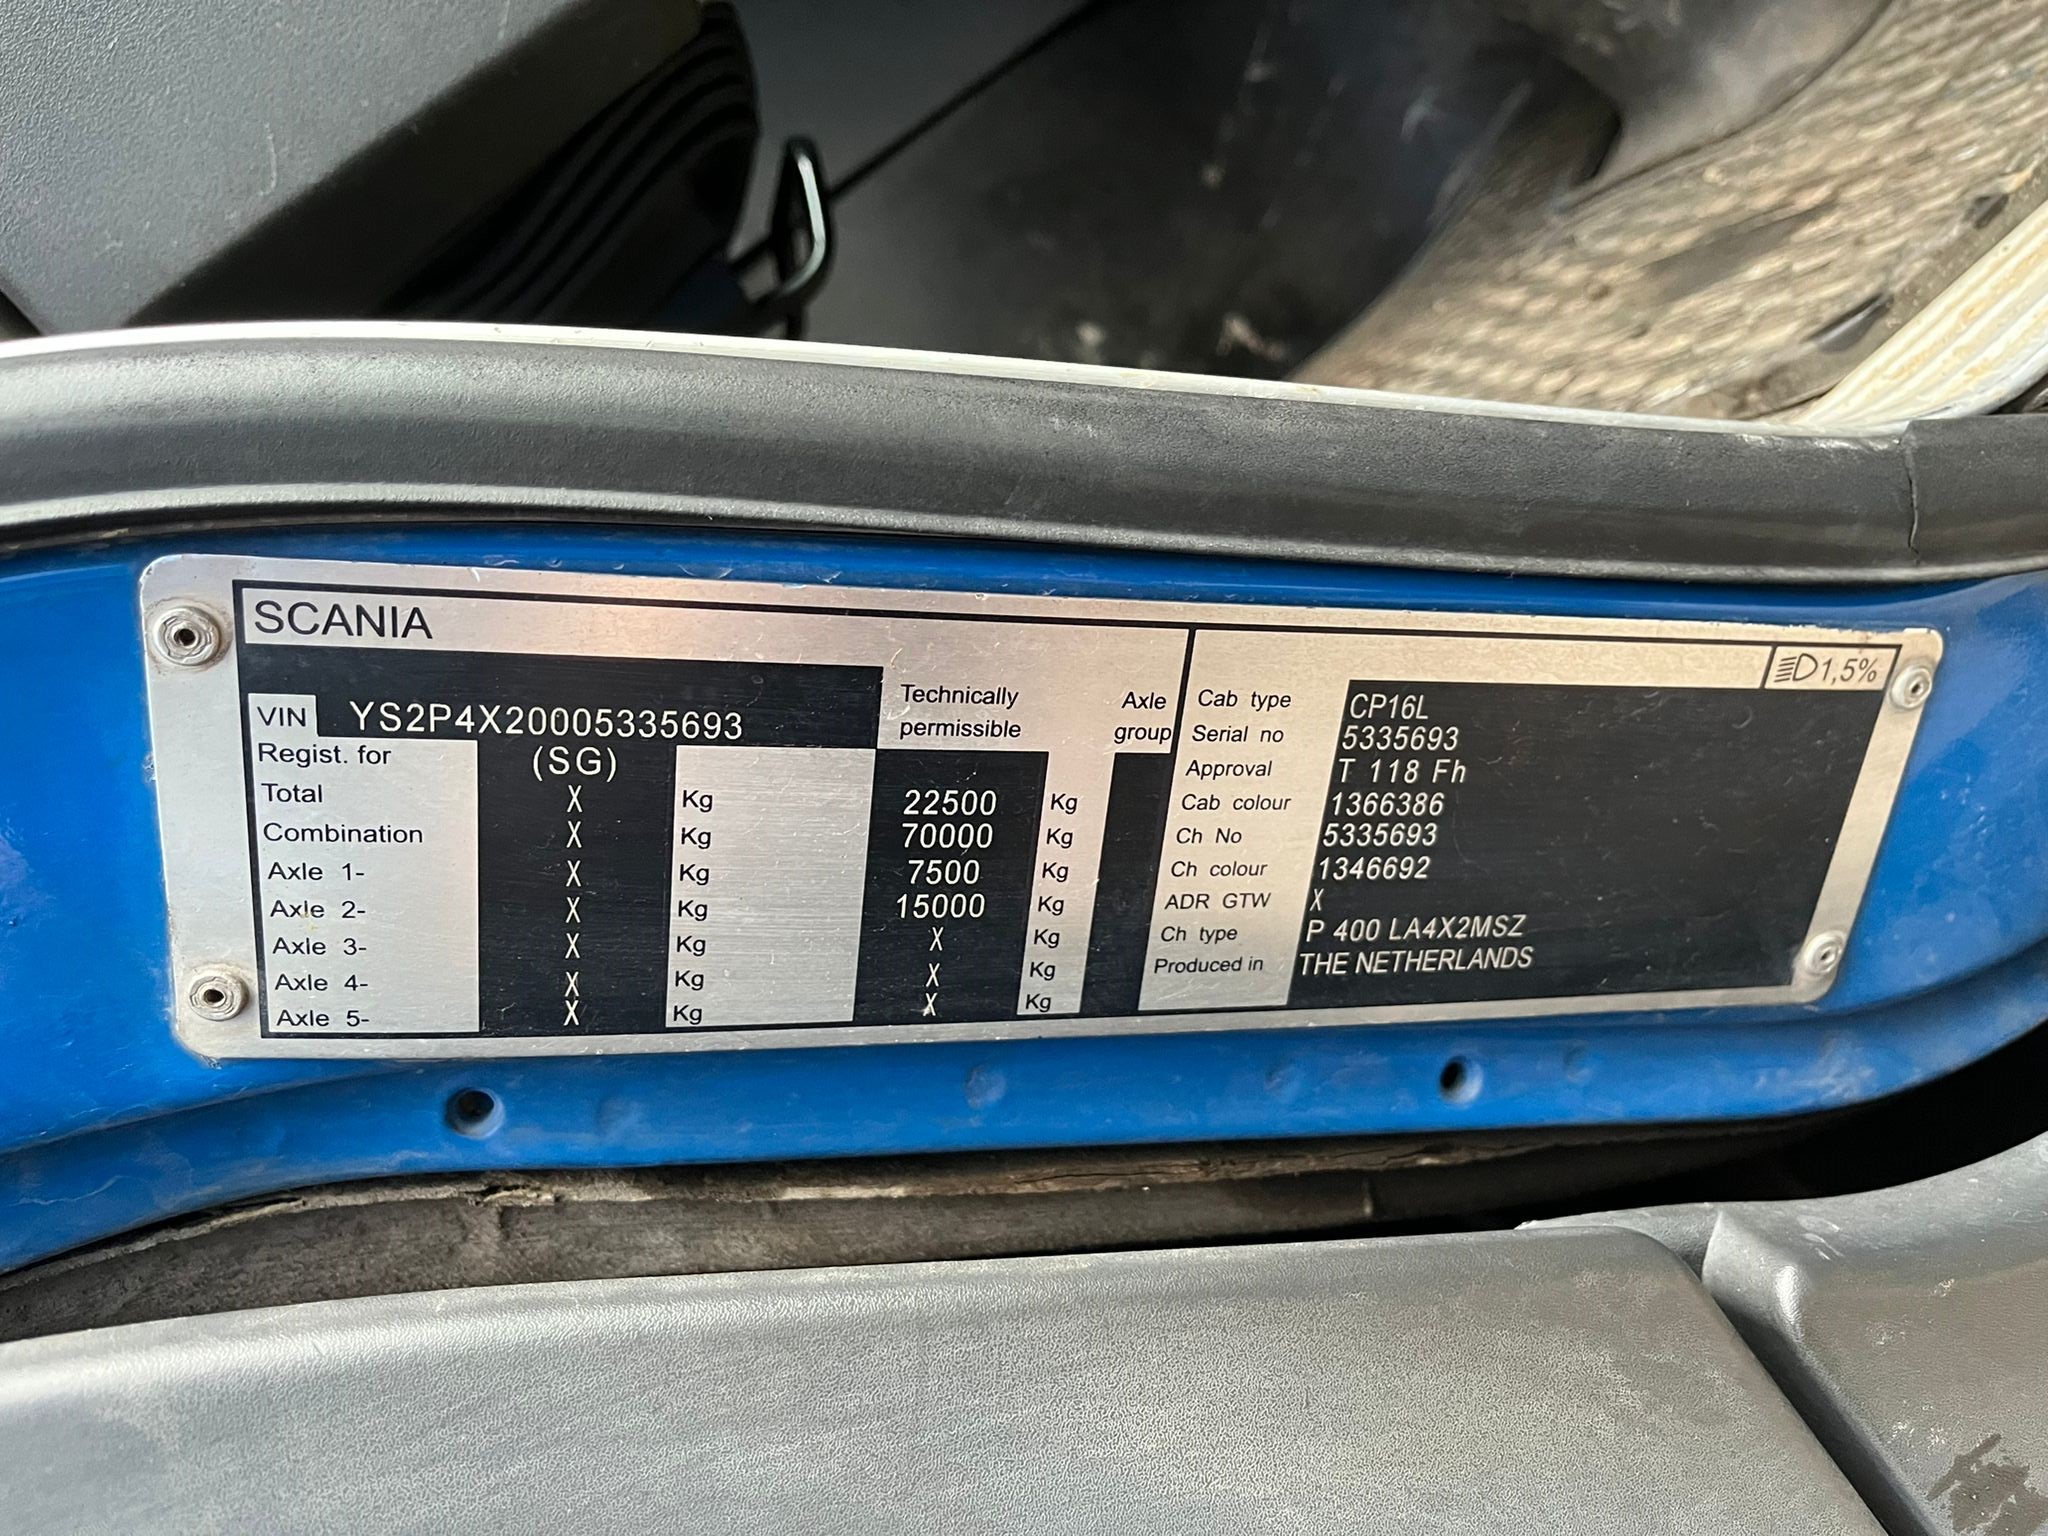 SCANIA
1,5%
VIN YS2P4X20005335693
Technically permissible
Axle group
Regist. for (SG)
Total X Kg 22500 Kg
Combination X Kg 70000 Kg
Axle 1- X Kg 7500 Kg
Axle 2- X Kg 15000 Kg
Axle 3- X Kg X Kg
Axle 4- X Kg X Kg
Axle 5- X Kg X Kg
Cab type CP16L
Serial no 5335693
Approval T 118 Fh
Cab colour 1366386
Ch No 5335693
Ch colour 1346692
ADR GTW X
Ch type P 400 LA4X2MSZ
Produced in THE NETHERLANDS